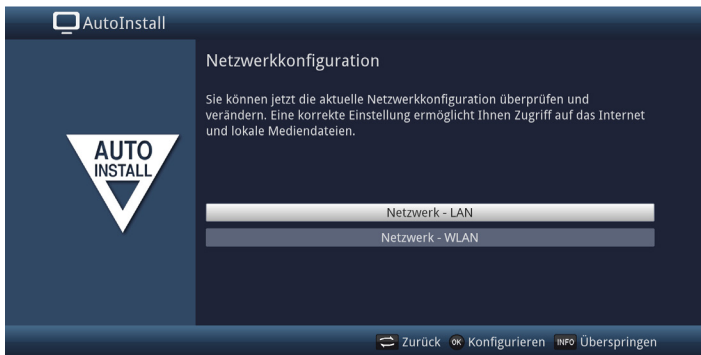 AutoInstall
Netzwerkkonfiguration
Sie können jetzt die aktuelle Netzwerkkonfiguration überprüfen und
verändern. Eine korrekte Einstellung ermöglicht Ihnen Zugriff auf das Internet
und lokale Mediendateien.
AUTO
INSTALL
Netzwerk - LAN
Netzwerk - WLAN
Zurück OK Konfigurieren INFO Überspringen